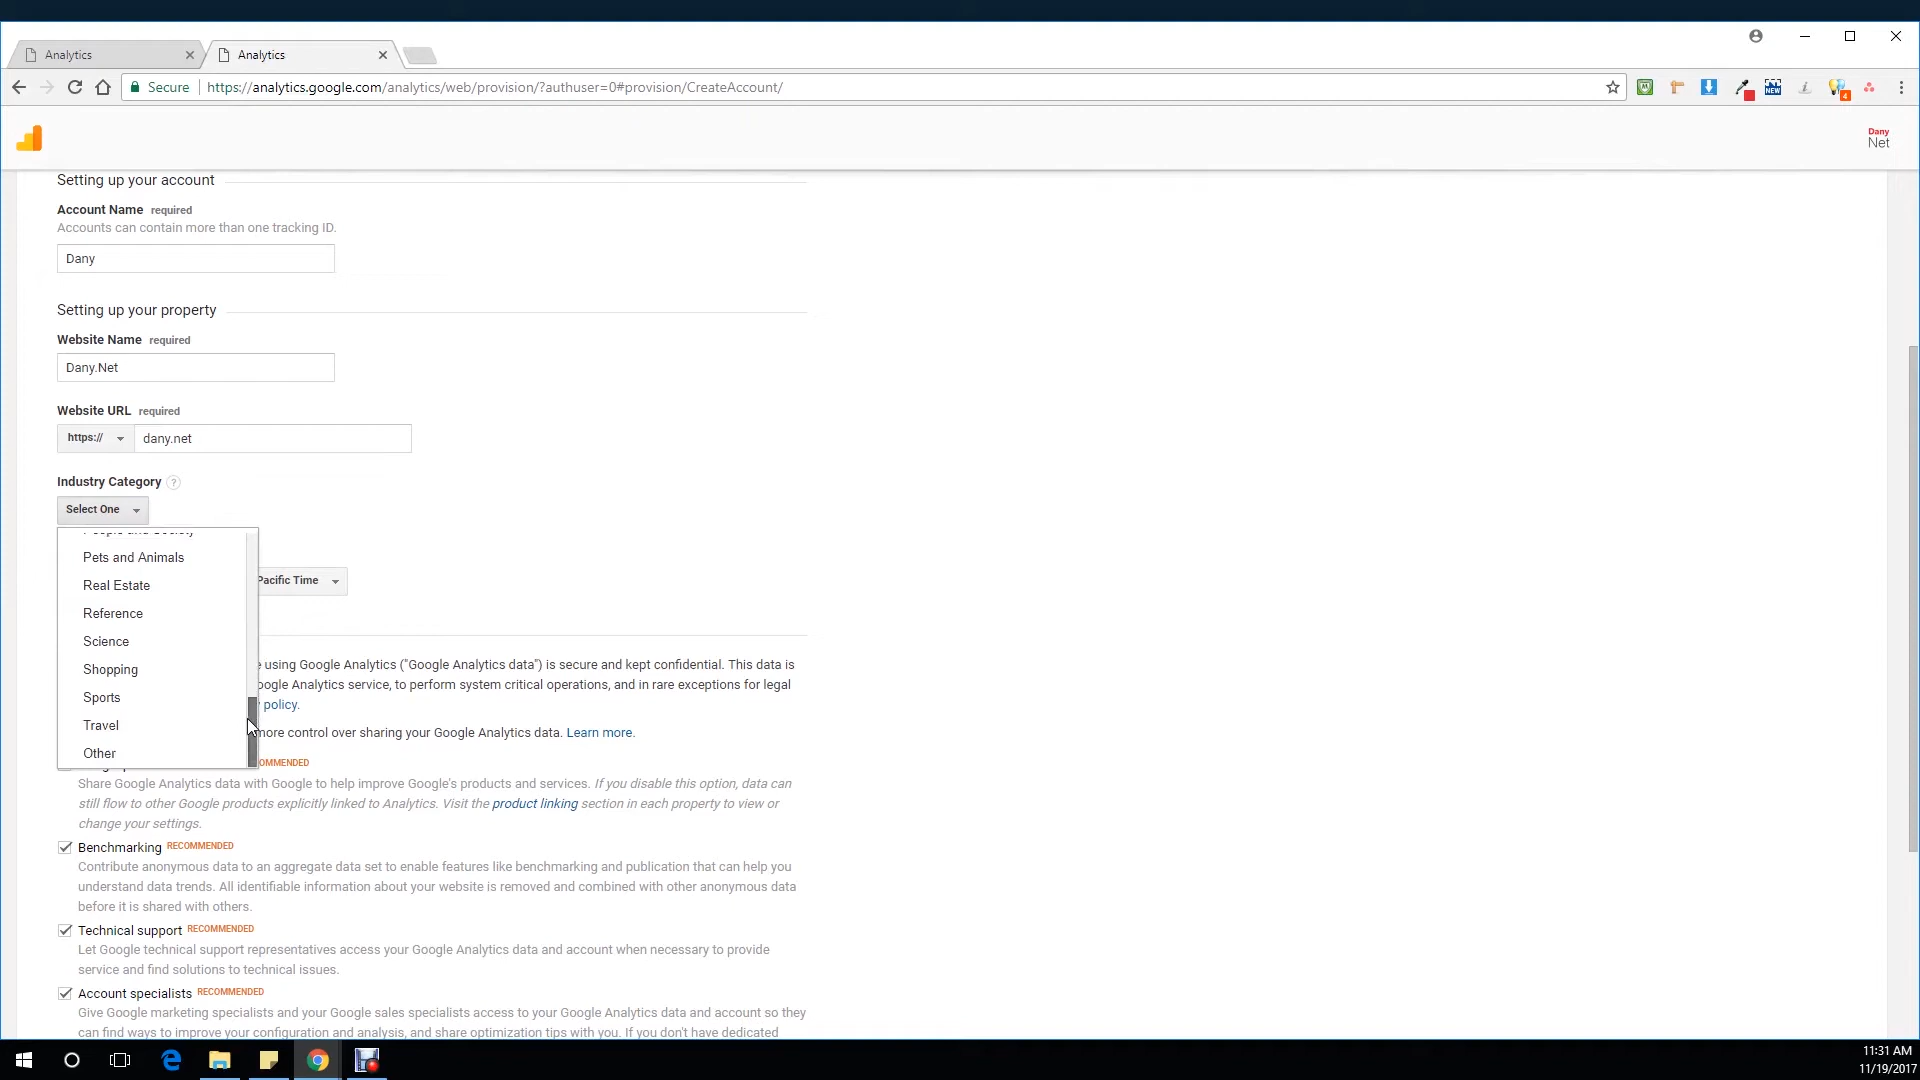 Analytics
Analytics
Secure
https://analytics.google.com/analytics/web/provision/?authuser=0#provision/CreateAccount/
NEW
4
Dany
Net
Setting up your account
Account Name required
Accounts can contain more than one tracking ID.
Dany
Setting up your property
Website Name required
Dany.Net
Website URL required
https:// dany.net
Industry Category ?
Select One
People and Society
Pets and Animals
Real Estate
Reference
Science
Shopping
Sports
Travel
Other
Pacific Time
using Google Analytics ("Google Analytics data") is secure and kept confidential. This data is
oogle Analytics service, to perform system critical operations, and in rare exceptions for legal
policy.
more control over sharing your Google Analytics data. Learn more.
OMMENDED
Share Google Analytics data with Google to help improve Google's products and services. If you disable this option, data can
still flow to other Google products explicitly linked to Analytics. Visit the product linking section in each property to view or
change your settings.
Benchmarking RECOMMENDED
Contribute anonymous data to an aggregate data set to enable features like benchmarking and publication that can help you
understand data trends. All identifiable information about your website is removed and combined with other anonymous data
before it is shared with others.
Technical support RECOMMENDED
Let Google technical support representatives access your Google Analytics data and account when necessary to provide
service and find solutions to technical issues.
Account specialists RECOMMENDED
Give Google marketing specialists and your Google sales specialists access to your Google Analytics data and account so they
can find ways to improve your configuration and analysis, and share optimization tips with you. If you don't have dedicated
11:31 AM
11/19/2017